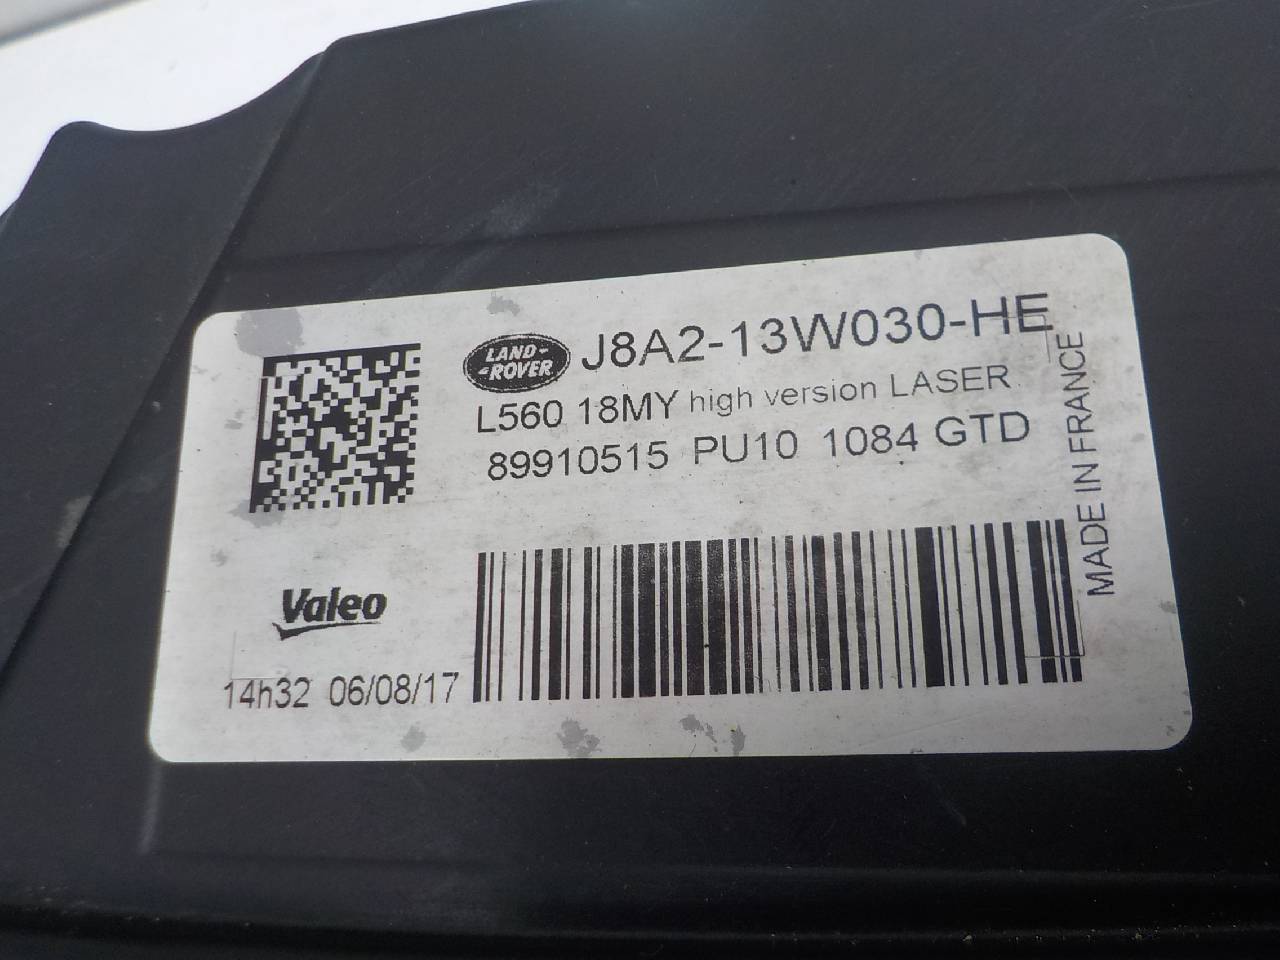 LAND-
-ROVER
J8A2-13W030-HE
L560 18MY high version LASER
89910515 PU10 1084 GTD
MADE IN FRANCE
Valeo
14h32 06/08/17